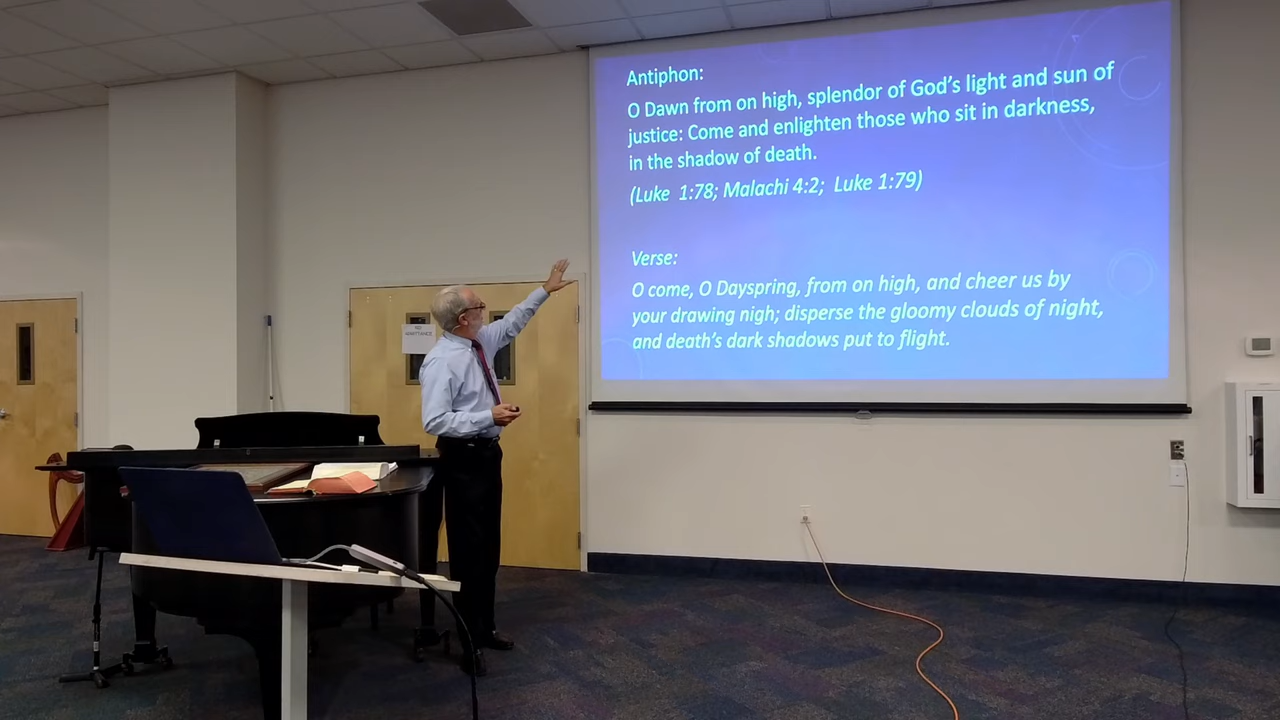 Antiphon:
O Dawn from on high, splendor of God’s light and sun of
justice: Come and enlighten those who sit in darkness,
in the shadow of death.
(Luke 1:78; Malachi 4:2; Luke 1:79)
Verse:
O come, O Dayspring, from on high, and cheer us by
your drawing nigh; disperse the gloomy clouds of night,
and death’s dark shadows put to flight.
NO